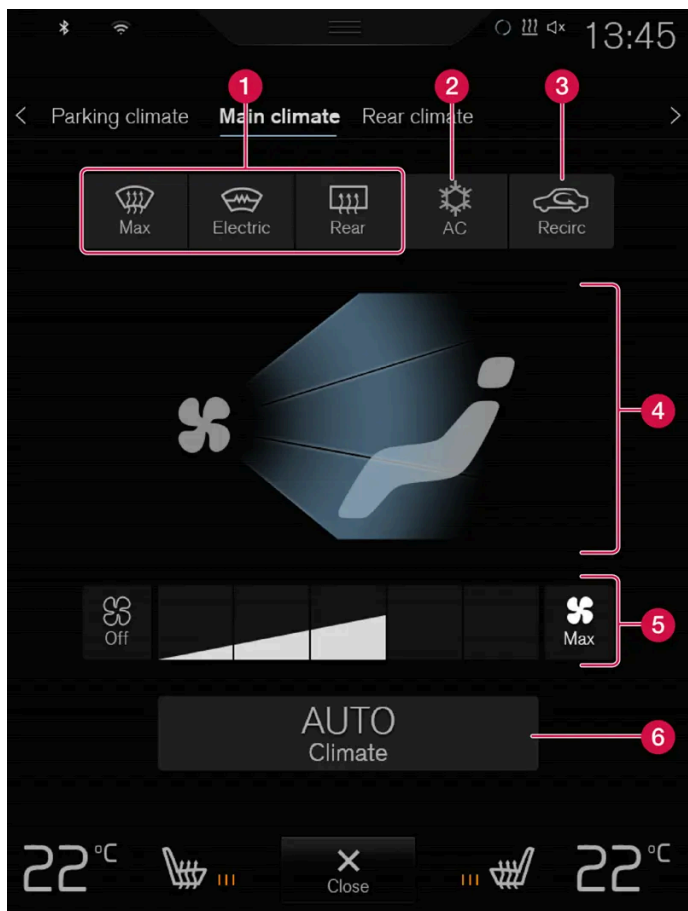 13:45
1 2 3
Parking climate Main climate Rear climate
Max Electric Rear AC Recirc
4
Off Max
5
AUTO
Climate
6
22°C 22°C
Close